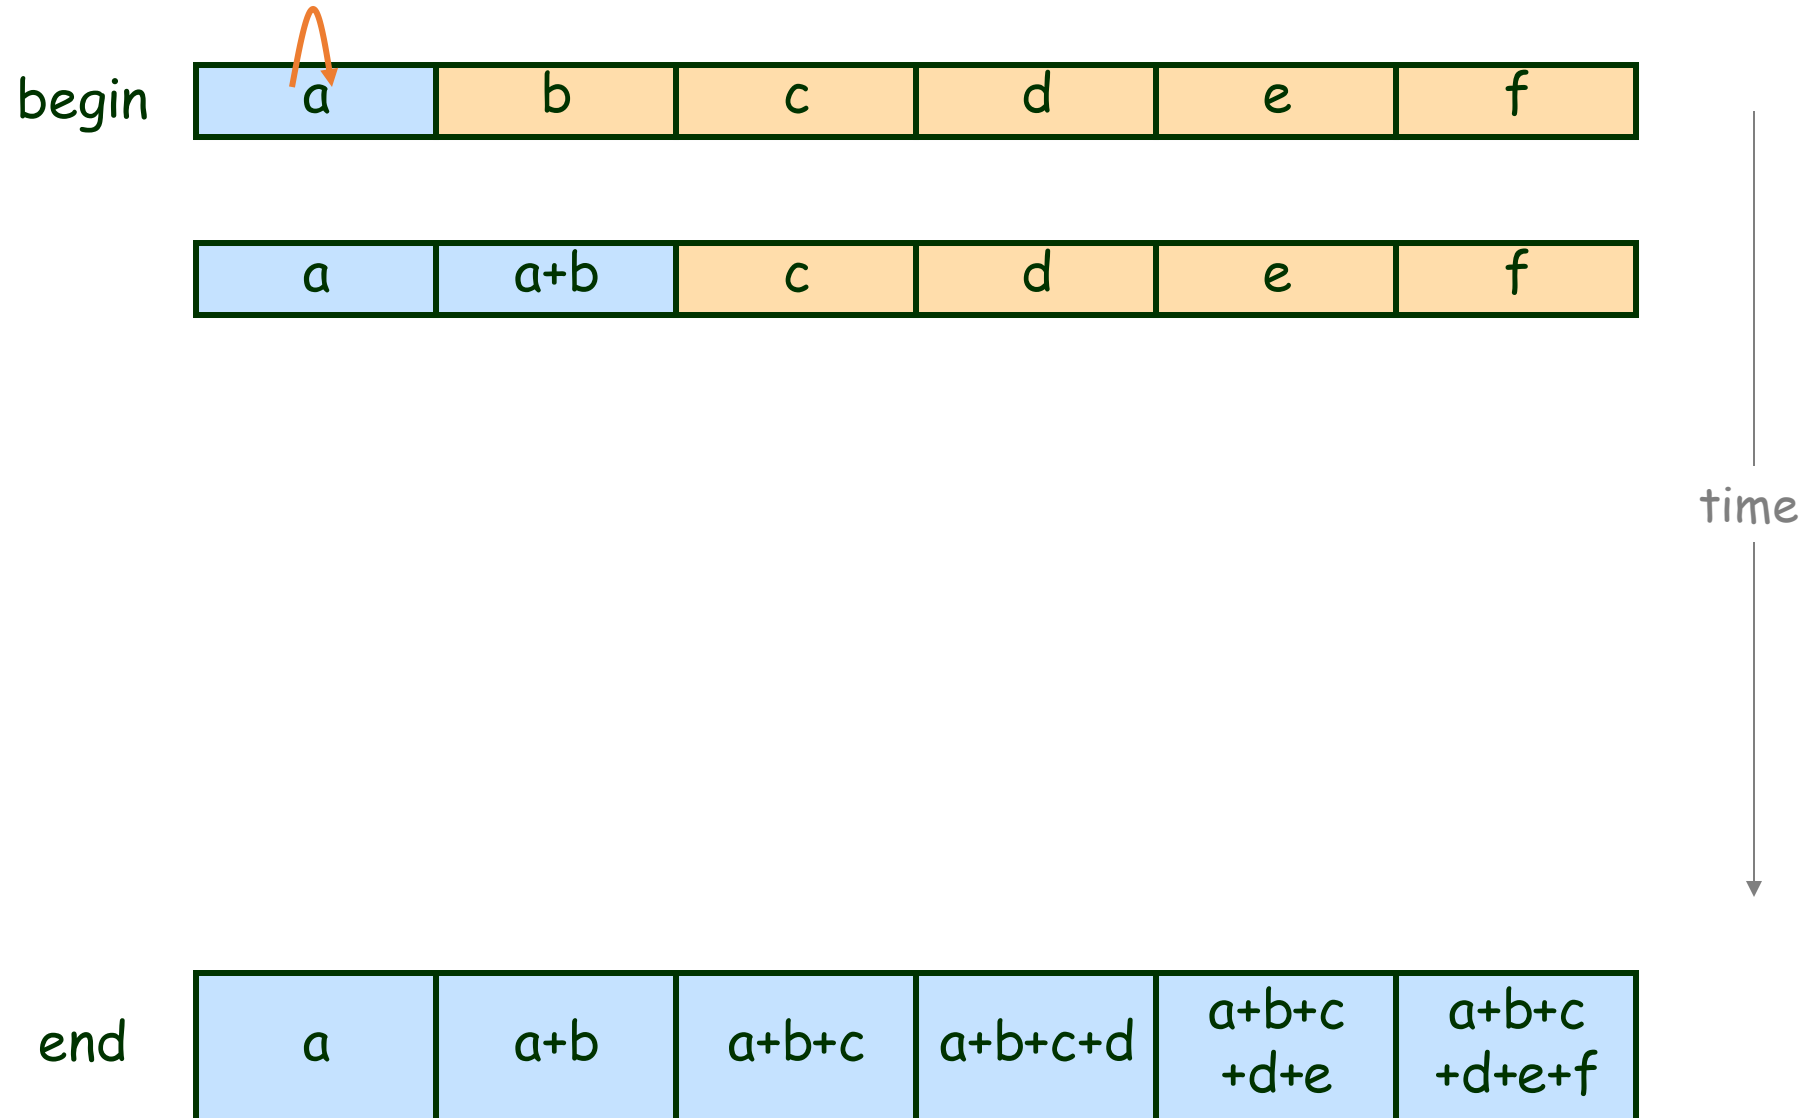 begin a b c d e f
a a+b c d e f
time
end a a+b a+b+c a+b+c+d a+b+c +d+e a+b+c +d+e+f